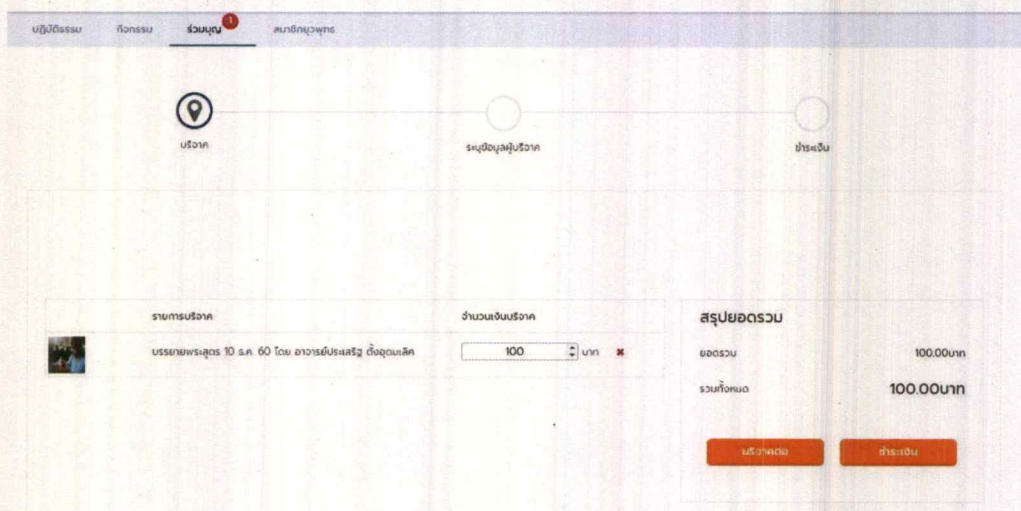 ปฏิบัติธรรม กิจกรรม ร่วมบุญ 1 สมาชิกยุวพุทธ
บริจาค ระบุข้อมูลผู้บริจาค ชำระเงิน
รายการบริจาค จำนวนเงินบริจาค
บรรยายพระสูตร 10 ธ.ค. 60 โดย อาจารย์ประเสริฐ ตั้งอุดมเลิศ 100 บาท
สรุปยอดรวม
ยอดรวม 100.00บาท
รวมทั้งหมด 100.00บาท
บริจาคต่อ ชำระเงิน